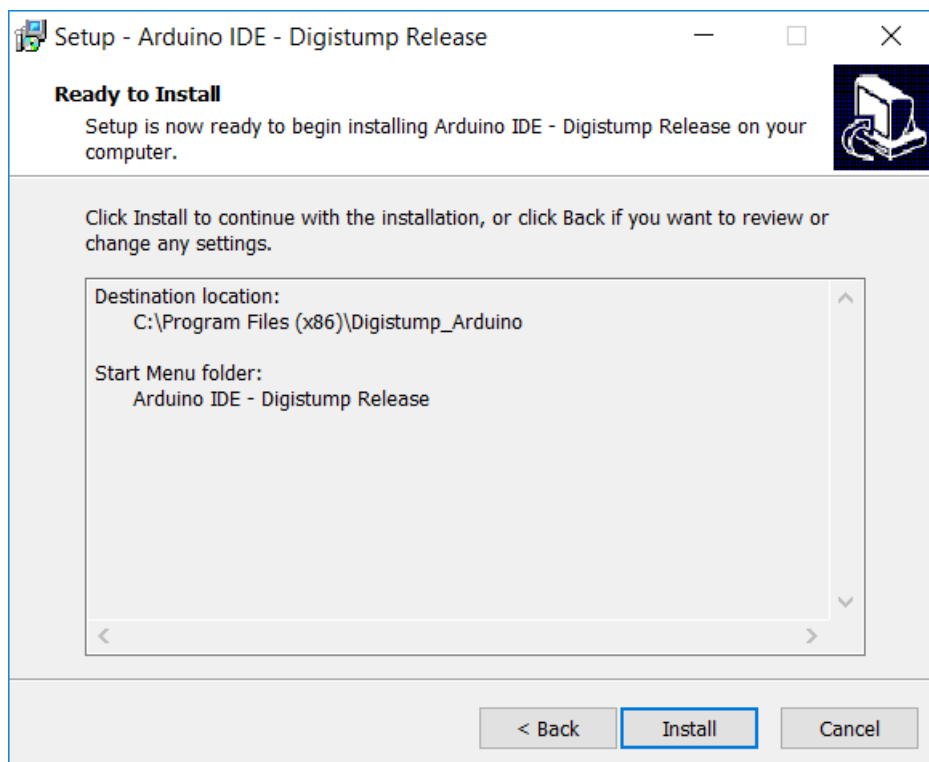 Setup - Arduino IDE - Digistump Release
Ready to Install
Setup is now ready to begin installing Arduino IDE - Digistump Release on your
computer.
Click Install to continue with the installation, or click Back if you want to review or
change any settings.
Destination location:
C:\Program Files (x86)\Digistump_Arduino
Start Menu folder:
Arduino IDE - Digistump Release
< Back
Install
Cancel